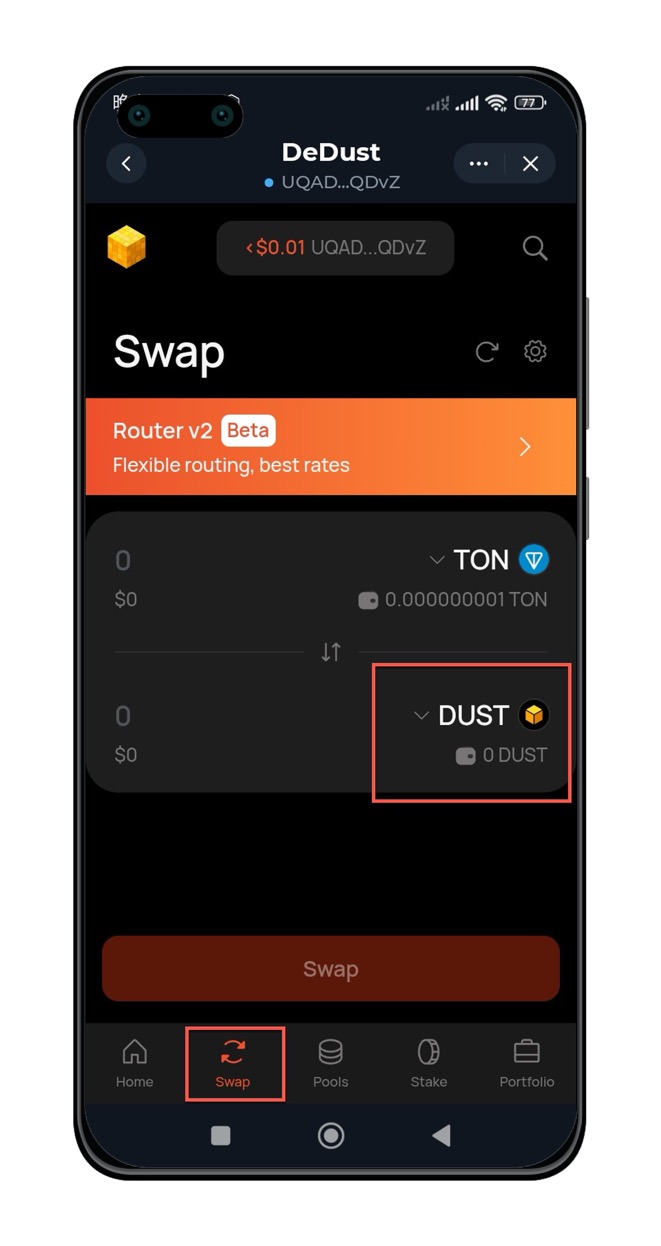 77
DeDust
UQAD...QDvZ
<$0.01 UQAD...QDvZ
Swap
Router v2 Beta
Flexible routing, best rates
0 TON
$0 0.000000001 TON
0 DUST
$0 0 DUST
Swap
Home Swap Pools Stake Portfolio